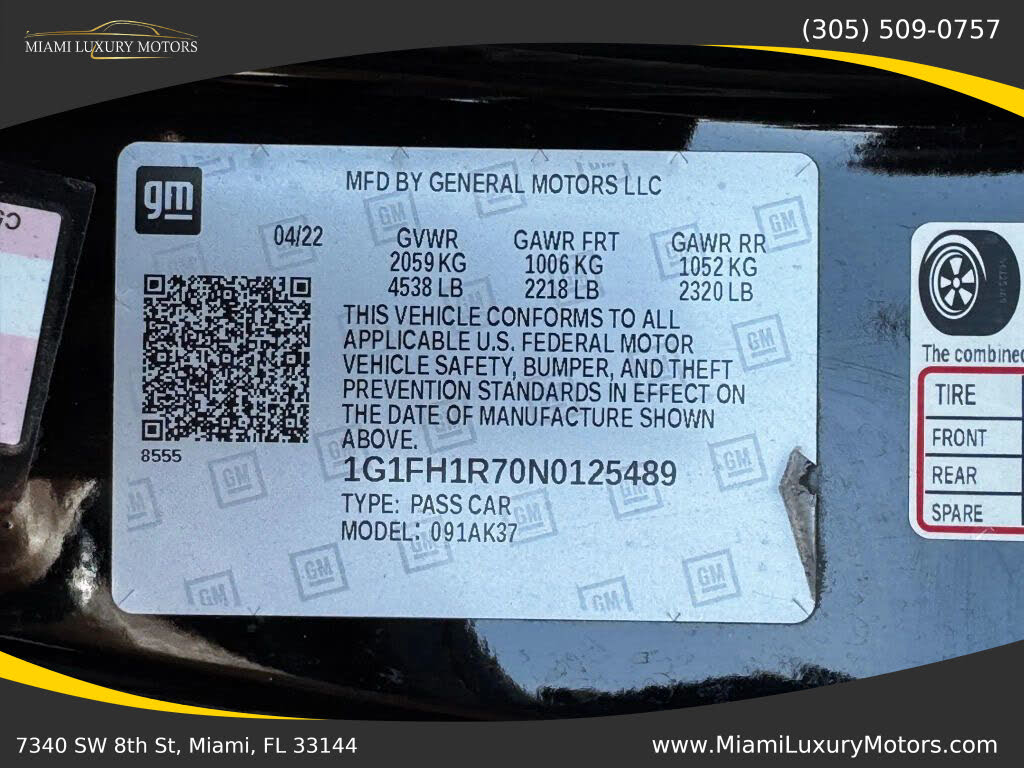 MIAMI LUXURY MOTORS
(305) 509-0757
gm
MFD BY GENERAL MOTORS LLC
04/22 GVWR GAWR FRT GAWR RR
2059 KG 1006 KG 1052 KG
4538 LB 2218 LB 2320 LB
THIS VEHICLE CONFORMS TO ALL
APPLICABLE U.S. FEDERAL MOTOR
VEHICLE SAFETY, BUMPER, AND THEFT
PREVENTION STANDARDS IN EFFECT ON
THE DATE OF MANUFACTURE SHOWN
ABOVE.
8555
1G1FH1R70N0125489
TYPE: PASS CAR
MODEL: 091AK37
The combined
TIRE
FRONT
REAR
SPARE
7340 SW 8th St, Miami, FL 33144
www.MiamiLuxuryMotors.com